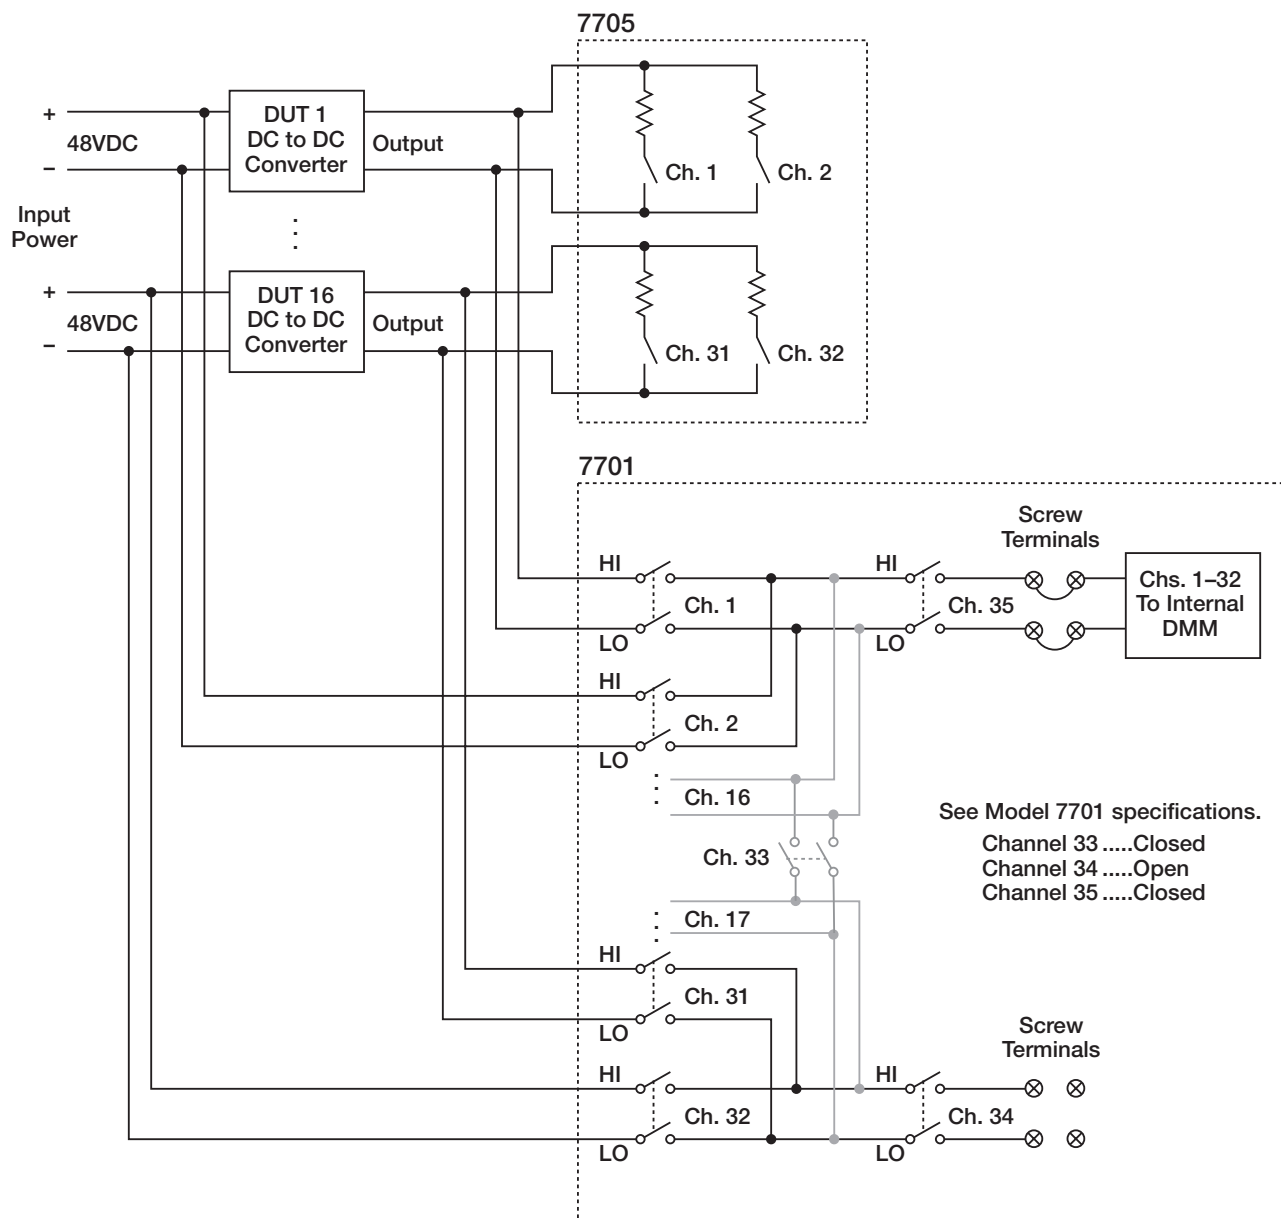 7705
+
48VDC
−
DUT 1
DC to DC
Converter
Output
Ch. 1
Ch. 2
Input
Power
+
48VDC
−
DUT 16
DC to DC
Converter
Output
Ch. 31
Ch. 32
7701
Screw
Terminals
HI
Ch. 1
LO
HI
Ch. 35
LO
Chs. 1–32
To Internal
DMM
HI
Ch. 2
LO
Ch. 16
Ch. 33
Ch. 17
See Model 7701 specifications.
Channel 33 .....Closed
Channel 34 .....Open
Channel 35 .....Closed
HI
Ch. 31
LO
Screw
Terminals
HI
Ch. 32
LO
HI
Ch. 34
LO